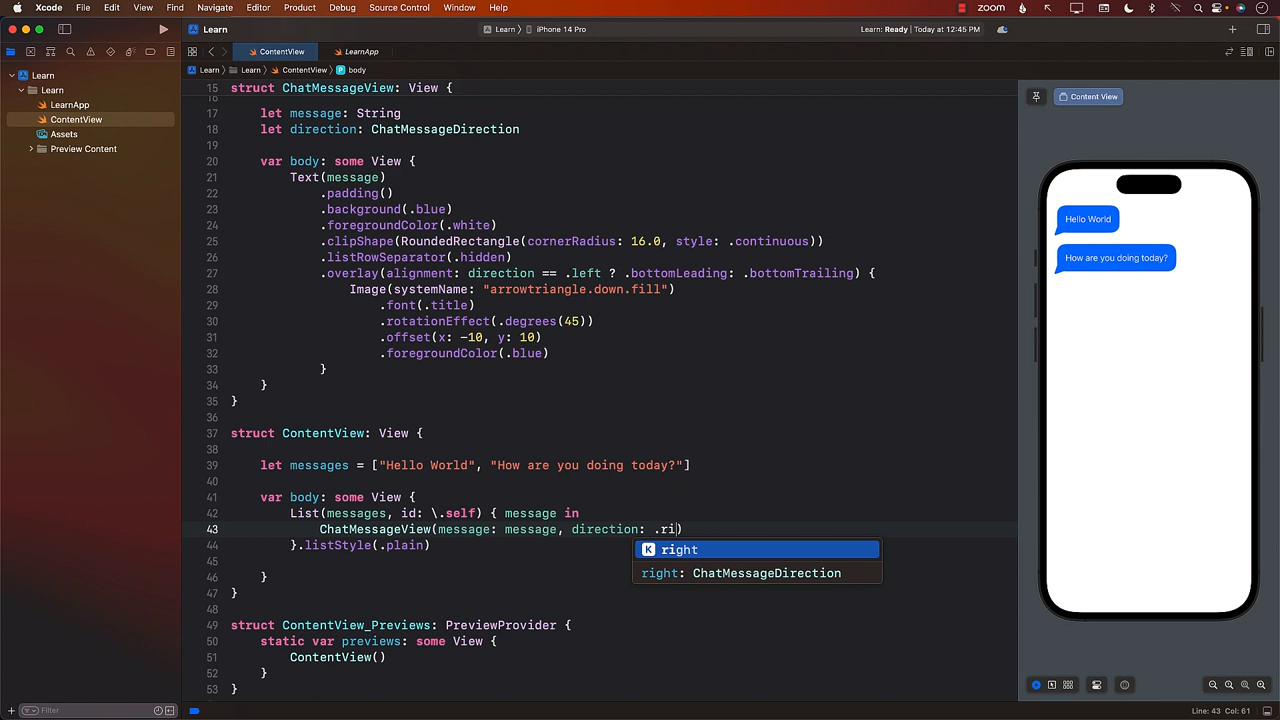 Xcode File Edit View Find Navigate Editor Product Debug Source Control Window Help zoom
Learn Learn iPhone 14 Pro Learn: Ready | Today at 12:45 PM
ContentView LearnApp
Learn Learn ContentView body
Learn
Learn
LearnApp
ContentView
Assets
Preview Content
15 struct ChatMessageView: View {
16
17 let message: String
18 let direction: ChatMessageDirection
19
20 var body: some View {
21 Text(message)
22 .padding()
23 .background(.blue)
24 .foregroundColor(.white)
25 .clipShape(RoundedRectangle(cornerRadius: 16.0, style: .continuous))
26 .listRowSeparator(.hidden)
27 .overlay(alignment: direction == .left ? .bottomLeading: .bottomTrailing) {
28 Image(systemName: "arrowtriangle.down.fill")
29 .font(.title)
30 .rotationEffect(.degrees(45))
31 .offset(x: -10, y: 10)
32 .foregroundColor(.blue)
33 }
34 }
35 }
36
37 struct ContentView: View {
38
39 let messages = ["Hello World", "How are you doing today?"]
40
41 var body: some View {
42 List(messages, id: \.self) { message in
43 ChatMessageView(message: message, direction: .ri)
K right
right: ChatMessageDirection
44 }.listStyle(.plain)
45
46 }
47 }
48
49 struct ContentView_Previews: PreviewProvider {
50 static var previews: some View {
51 ContentView()
52 }
53 }
Content View
Hello World
How are you doing today?
Filter
Line: 43 Col: 61